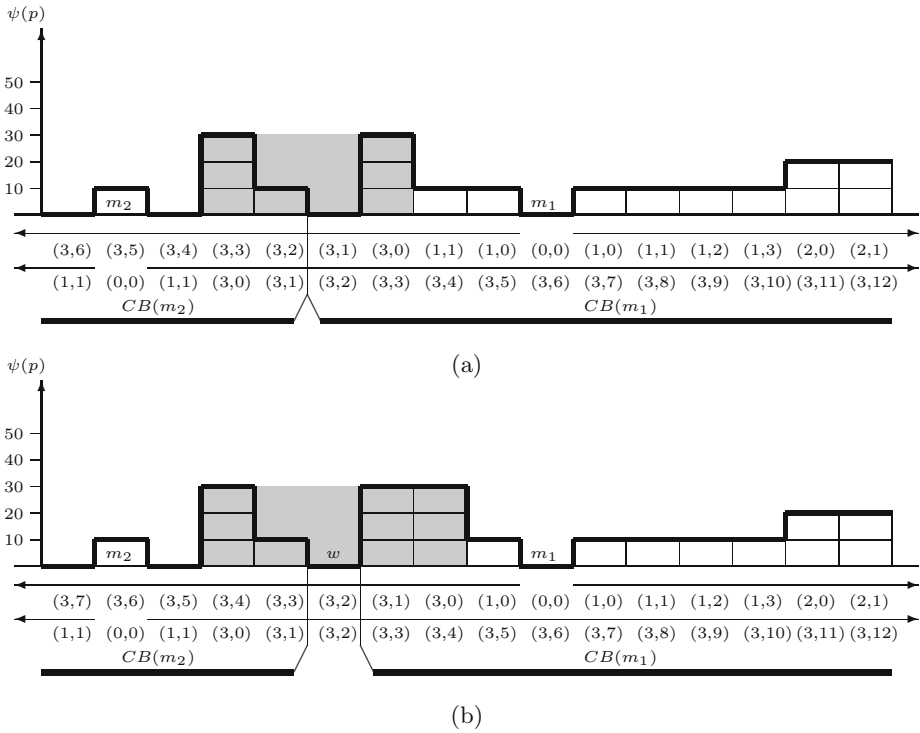 ψ(p)
50
40
30
20
10
m₂ m₁
(3,6) (3,5) (3,4) (3,3) (3,2) (3,1) (3,0) (1,1) (1,0) (0,0) (1,0) (1,1) (1,2) (1,3) (2,0) (2,1)
(1,1) (0,0) (1,1) (3,0) (3,1) (3,2) (3,3) (3,4) (3,5) (3,6) (3,7) (3,8) (3,9) (3,10) (3,11) (3,12)
CB(m₂) CB(m₁)
(a)
ψ(p)
50
40
30
20
10
m₂ w m₁
(3,7) (3,6) (3,5) (3,4) (3,3) (3,2) (3,1) (3,0) (1,0) (0,0) (1,0) (1,1) (1,2) (1,3) (2,0) (2,1)
(1,1) (0,0) (1,1) (3,0) (3,1) (3,2) (3,3) (3,4) (3,5) (3,6) (3,7) (3,8) (3,9) (3,10) (3,11) (3,12)
CB(m₂) CB(m₁)
(b)